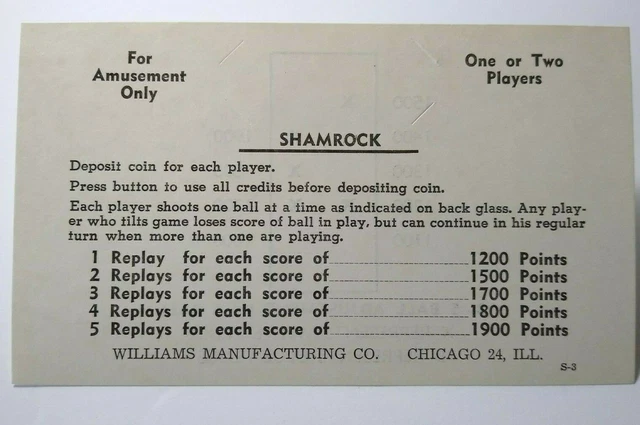 For
Amusement
Only
One or Two
Players
SHAMROCK
Deposit coin for each player.
Press button to use all credits before depositing coin.
Each player shoots one ball at a time as indicated on back glass. Any play-
er who tilts game loses score of ball in play, but can continue in his regular
turn when more than one are playing.
1 Replay for each score of 1200 Points
2 Replays for each score of 1500 Points
3 Replays for each score of 1700 Points
4 Replays for each score of 1800 Points
5 Replays for each score of 1900 Points
WILLIAMS MANUFACTURING CO. CHICAGO 24, ILL.
S-3